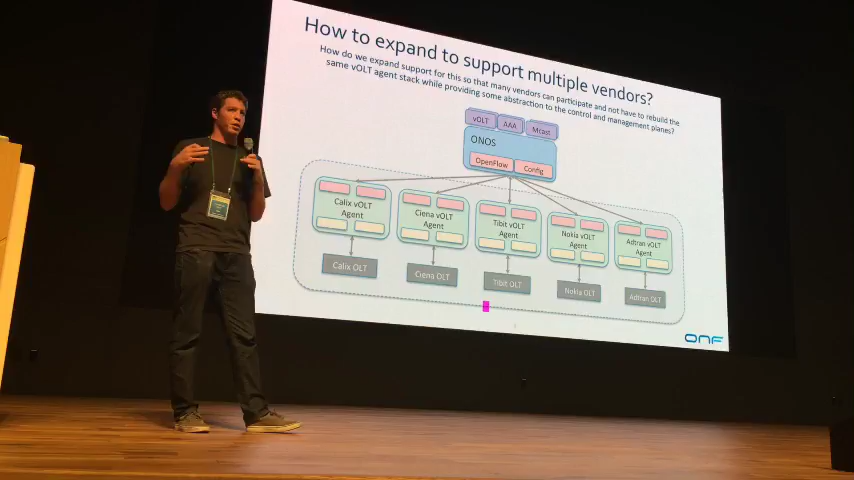 How to expand to support multiple vendors?
How do we expand support for this so that many vendors can participate and not have to rebuild the
same vOLT agent stack while providing some abstraction to the control and management planes?
vOLT AAA Mcast
ONOS
OpenFlow Config
Calix vOLT
Agent
Ciena vOLT
Agent
Tibit vOLT
Agent
Nokia vOLT
Agent
Adtran vOLT
Agent
Calix OLT
Ciena OLT
Tibit OLT
Nokia OLT
Adtran OLT
ONF